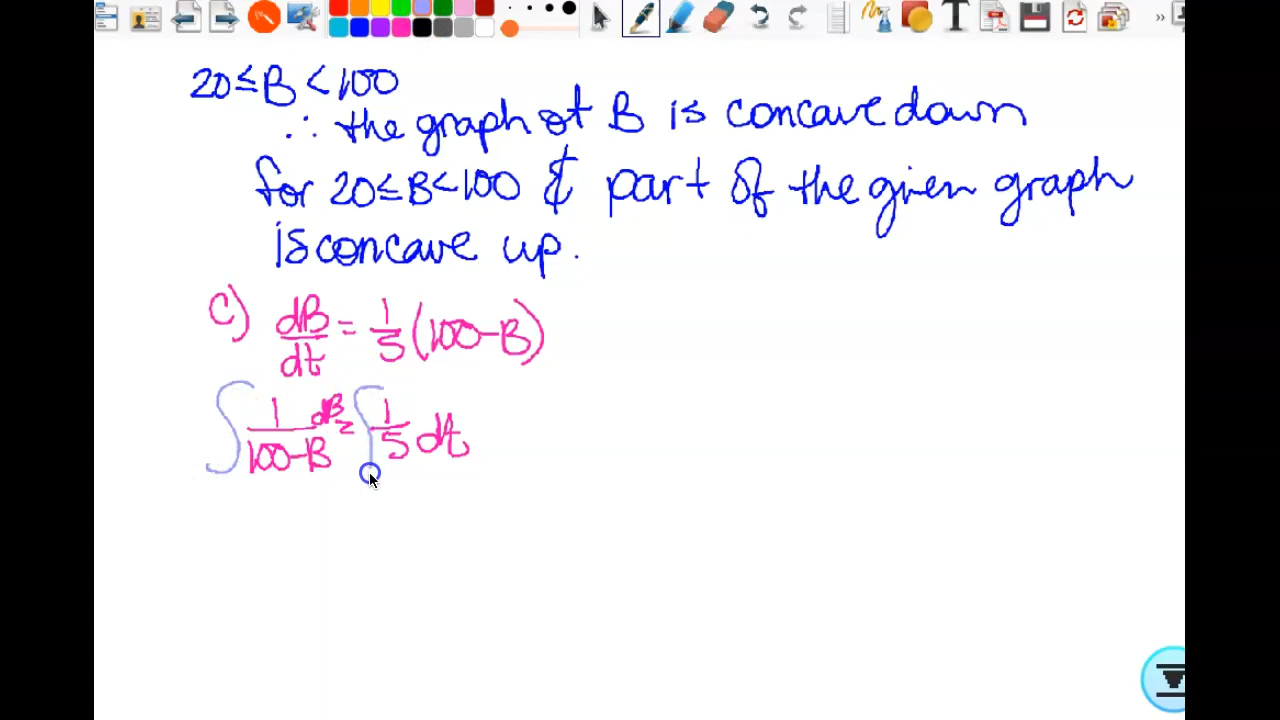 20≤B<100
∴ the graph of B is concave down
for 20≤B<100 & part of the given graph
is concave up.
c) dB/dt = 1/5 (100-B)
∫ 1/(100-B) dB = ∫ 1/5 dt